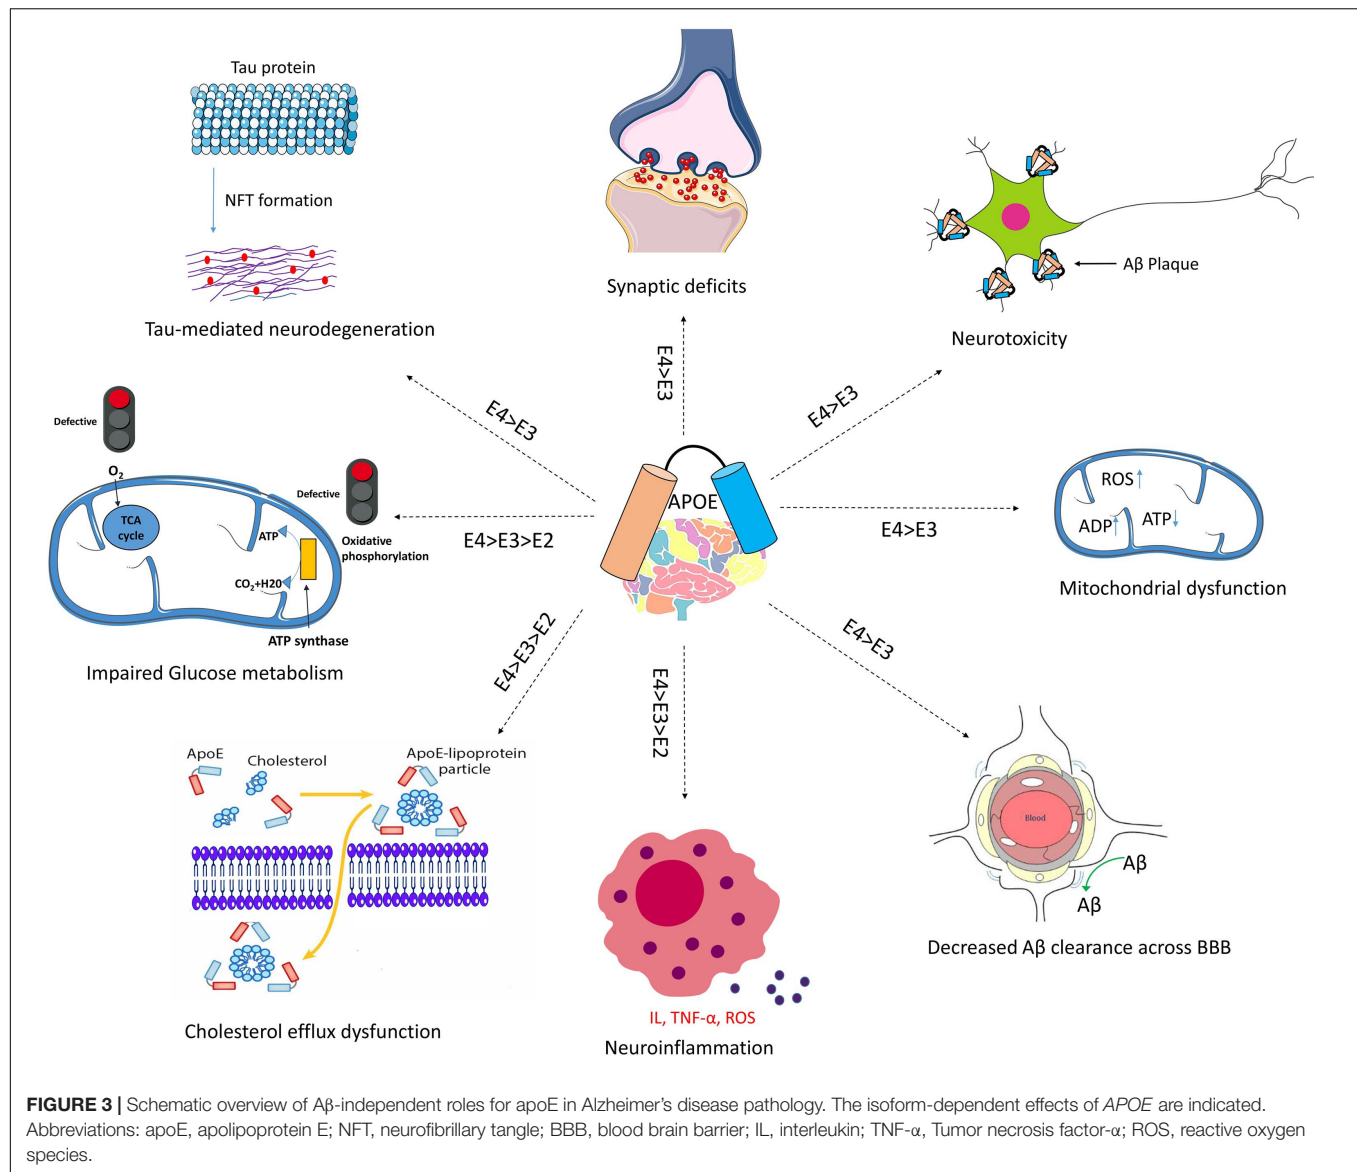 Tau protein
NFT formation
Tau-mediated neurodegeneration
Synaptic deficits
Aβ Plaque
Neurotoxicity
E4>E3
E4>E3
E4>E3
Defective
O2
TCA
cycle
Defective
Oxidative
phosphorylation
ATP
CO2+H20
ATP synthase
Impaired Glucose metabolism
E4>E3>E2
APOE
E4>E3
ROS
ADP
ATP
Mitochondrial dysfunction
E4>E3>E2
E4>E3>E2
E4>E3
ApoE
Cholesterol
ApoE-lipoprotein
particle
Cholesterol efflux dysfunction
IL, TNF-α, ROS
Neuroinflammation
Blood
Aβ
Aβ
Decreased Aβ clearance across BBB
FIGURE 3 | Schematic overview of Aβ-independent roles for apoE in Alzheimer's disease pathology. The isoform-dependent effects of APOE are indicated.
Abbreviations: apoE, apolipoprotein E; NFT, neurofibrillary tangle; BBB, blood brain barrier; IL, interleukin; TNF-α, Tumor necrosis factor-α; ROS, reactive oxygen
species.